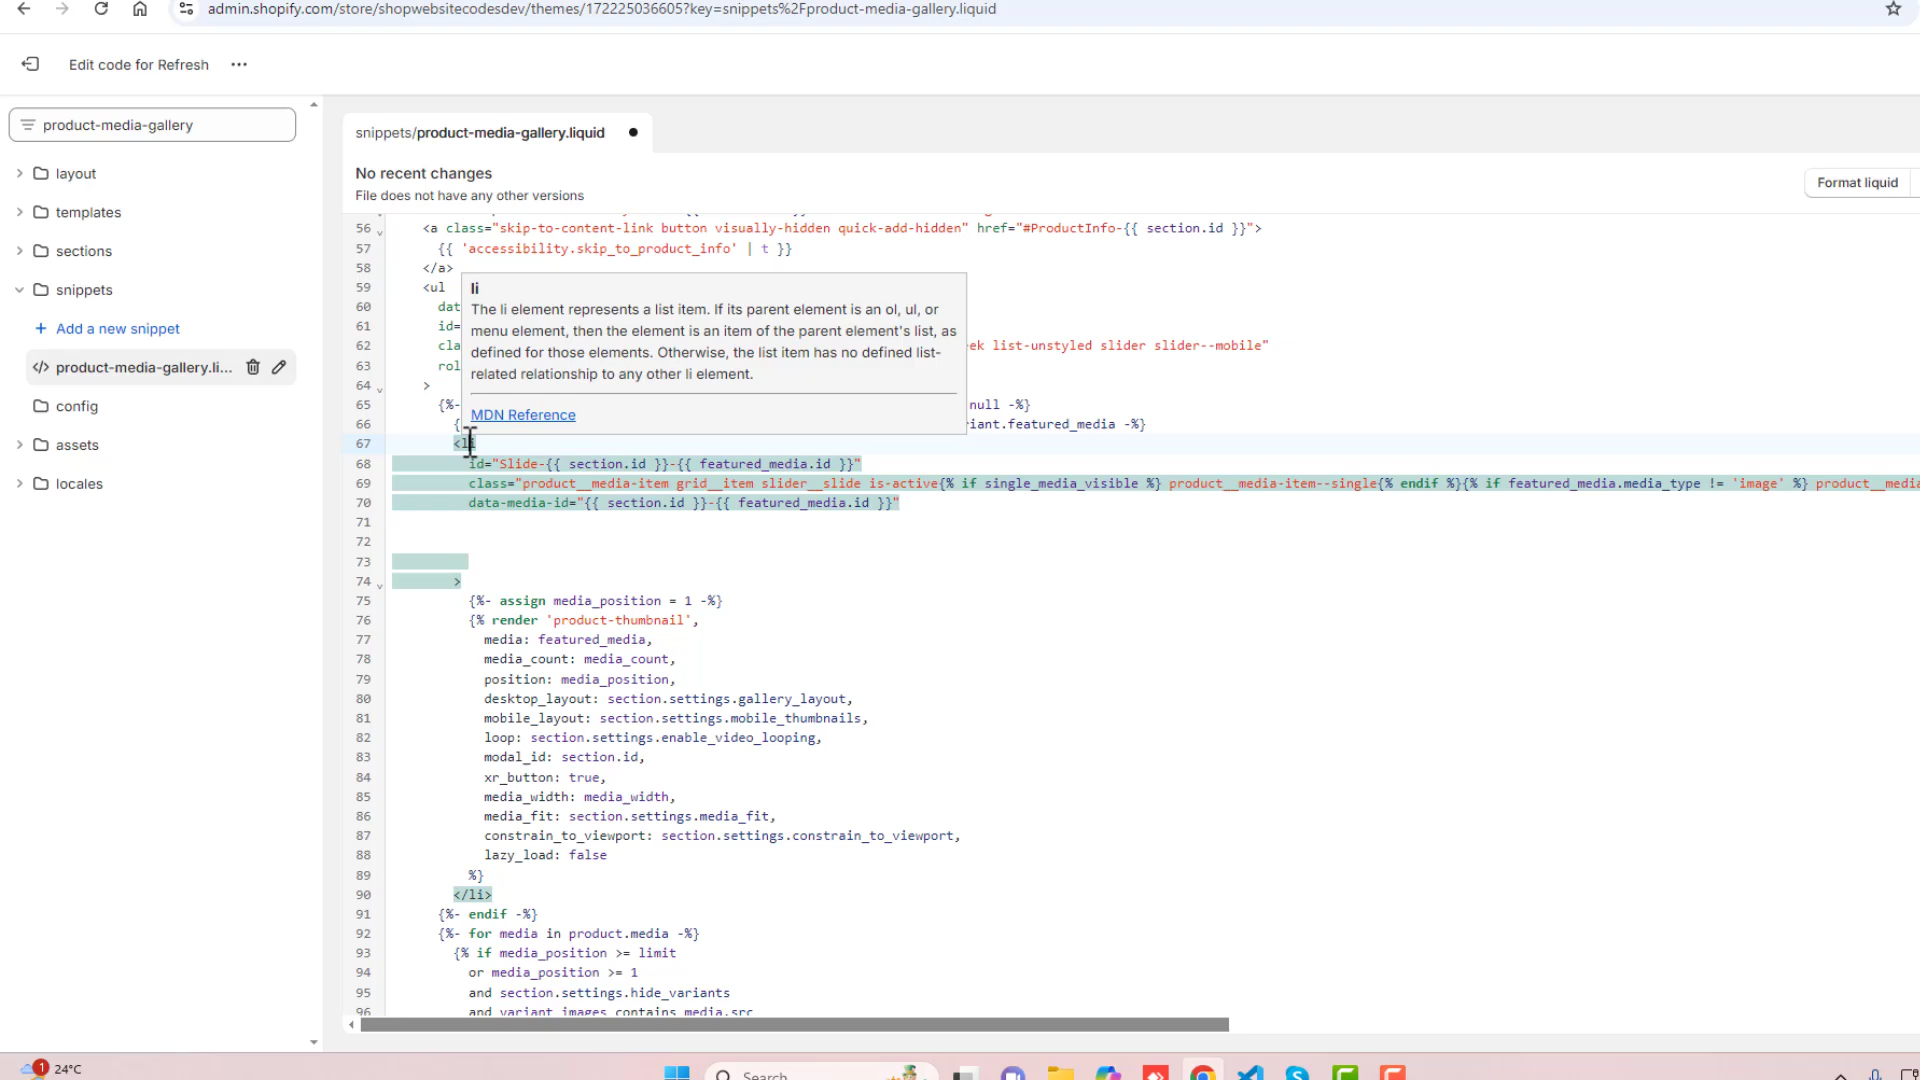 admin.shopify.com/store/shopwebsitecodesdev/themes/172225036605?key=snippets%2Fproduct-media-gallery.liquid
Edit code for Refresh
product-media-gallery
layout
templates
sections
snippets
Add a new snippet
product-media-gallery.li...
config
assets
locales
snippets/product-media-gallery.liquid
No recent changes
File does not have any other versions
Format liquid
56 <a class="skip-to-content-link button visually-hidden quick-add-hidden" href="#ProductInfo-{{ section.id }}">
57 {{ 'accessibility.skip_to_product_info' | t }}
58 </a>
59 <ul
60 dat
61 id=
62 cla eek list-unstyled slider slider--mobile"
63 rol
64 >
65 {%- null -%}
66 { iant.featured_media -%}
li
The li element represents a list item. If its parent element is an ol, ul, or
menu element, then the element is an item of the parent element's list, as
defined for those elements. Otherwise, the list item has no defined list-
related relationship to any other li element.
MDN Reference
67 <li
68 id="Slide-{{ section.id }}-{{ featured_media.id }}"
69 class="product__media-item grid__item slider__slide is-active{% if single_media_visible %} product__media-item--single{% endif %}{% if featured_media.media_type != 'image' %} product__media
70 data-media-id="{{ section.id }}-{{ featured_media.id }}"
71
72
73
74 >
75 {%- assign media_position = 1 -%}
76 {% render 'product-thumbnail',
77 media: featured_media,
78 media_count: media_count,
79 position: media_position,
80 desktop_layout: section.settings.gallery_layout,
81 mobile_layout: section.settings.mobile_thumbnails,
82 loop: section.settings.enable_video_looping,
83 modal_id: section.id,
84 xr_button: true,
85 media_width: media_width,
86 media_fit: section.settings.media_fit,
87 constrain_to_viewport: section.settings.constrain_to_viewport,
88 lazy_load: false
89 %}
90 </li>
91 {%- endif -%}
92 {%- for media in product.media -%}
93 {% if media_position >= limit
94 or media_position >= 1
95 and section.settings.hide_variants
96 and variant_images contains media.src
1
24°C
Search